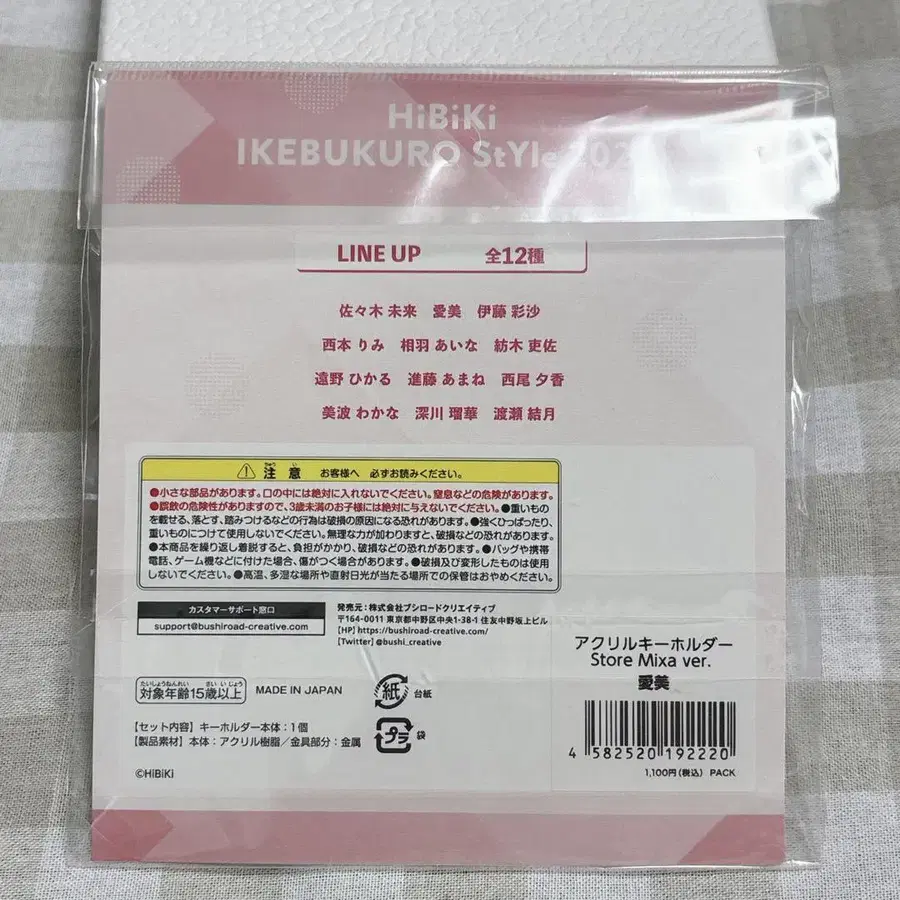 HiBiKi
IKEBUKURO StYle
LINE UP 全12種
佐々木 未来 愛美 伊藤 彩沙
西本 りみ 相羽 あいな 紡木 吏佐
遠野 ひかる 進藤 あまね 西尾 夕香
美波 わかな 深川 瑠華 渡瀬 結月
ちゅう い
⚠ 注意 お客様へ 必ずお読みください。
●小さな部品があります。口の中には絶対に入れないでください。窒息などの危険があります。
●誤飲の危険性がありますので、3歳未満のお子様には絶対に与えないでください。●重いもの
を載せる、落とす、踏みつけるなどの行為は破損の原因になる恐れがあります。●強くひっぱったり、
重いものにつけて使用しないでください。無理な力が加わりますと、破損などの恐れがあります。
●本商品を繰り返し着脱すると、負担がかかり、破損などの恐れがあります。●バッグや携帯
電話、ゲーム機などに付けた場合、傷がつく場合があります。●破損及び変形したものは使用
しないでください。●高温、多湿な場所や直射日光が当たる場所での保管はおやめください。
カスタマーサポート窓口
support@bushiroad-creative.com
発売元：株式会社ブシロードクリエイティブ
〒164-0011 東京都中野区中央1-38-1 住友中野坂上ビル
【HP】https://bushiroad-creative.com/
【Twitter】@bushi_creative
アクリルキーホルダー
Store Mixa ver.
愛美
たいしょうねんれい さい いじょう
対象年齢15歳以上
MADE IN JAPAN
紙 台紙
プラ 袋
【セット内容】キーホルダー本体：1個
【製品素材】本体：アクリル樹脂／金具部分：金属
©HiBiKi
4 582520 192220
1,100円（税込） PACK